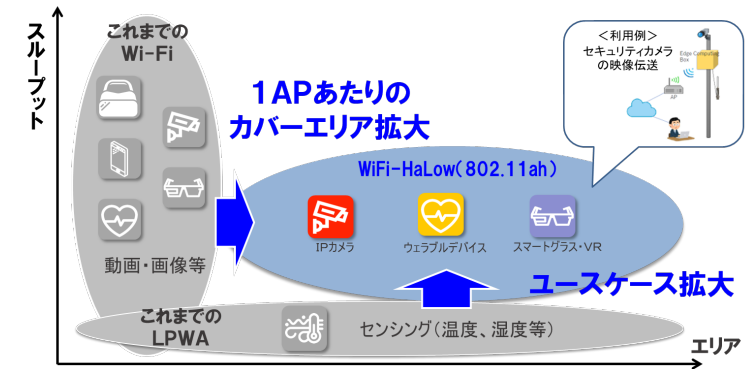 スループット
これまでの
Wi-Fi
動画・画像等
1APあたりの
カバーエリア拡大
＜利用例＞
セキュリティカメラ
の映像伝送
Edge Computing
Box
AP
WiFi-HaLow(802.11ah)
IPカメラ
ウェラブルデバイス
スマートグラス・VR
ユースケース拡大
これまでの
LPWA
センシング(温度、湿度等)
エリア